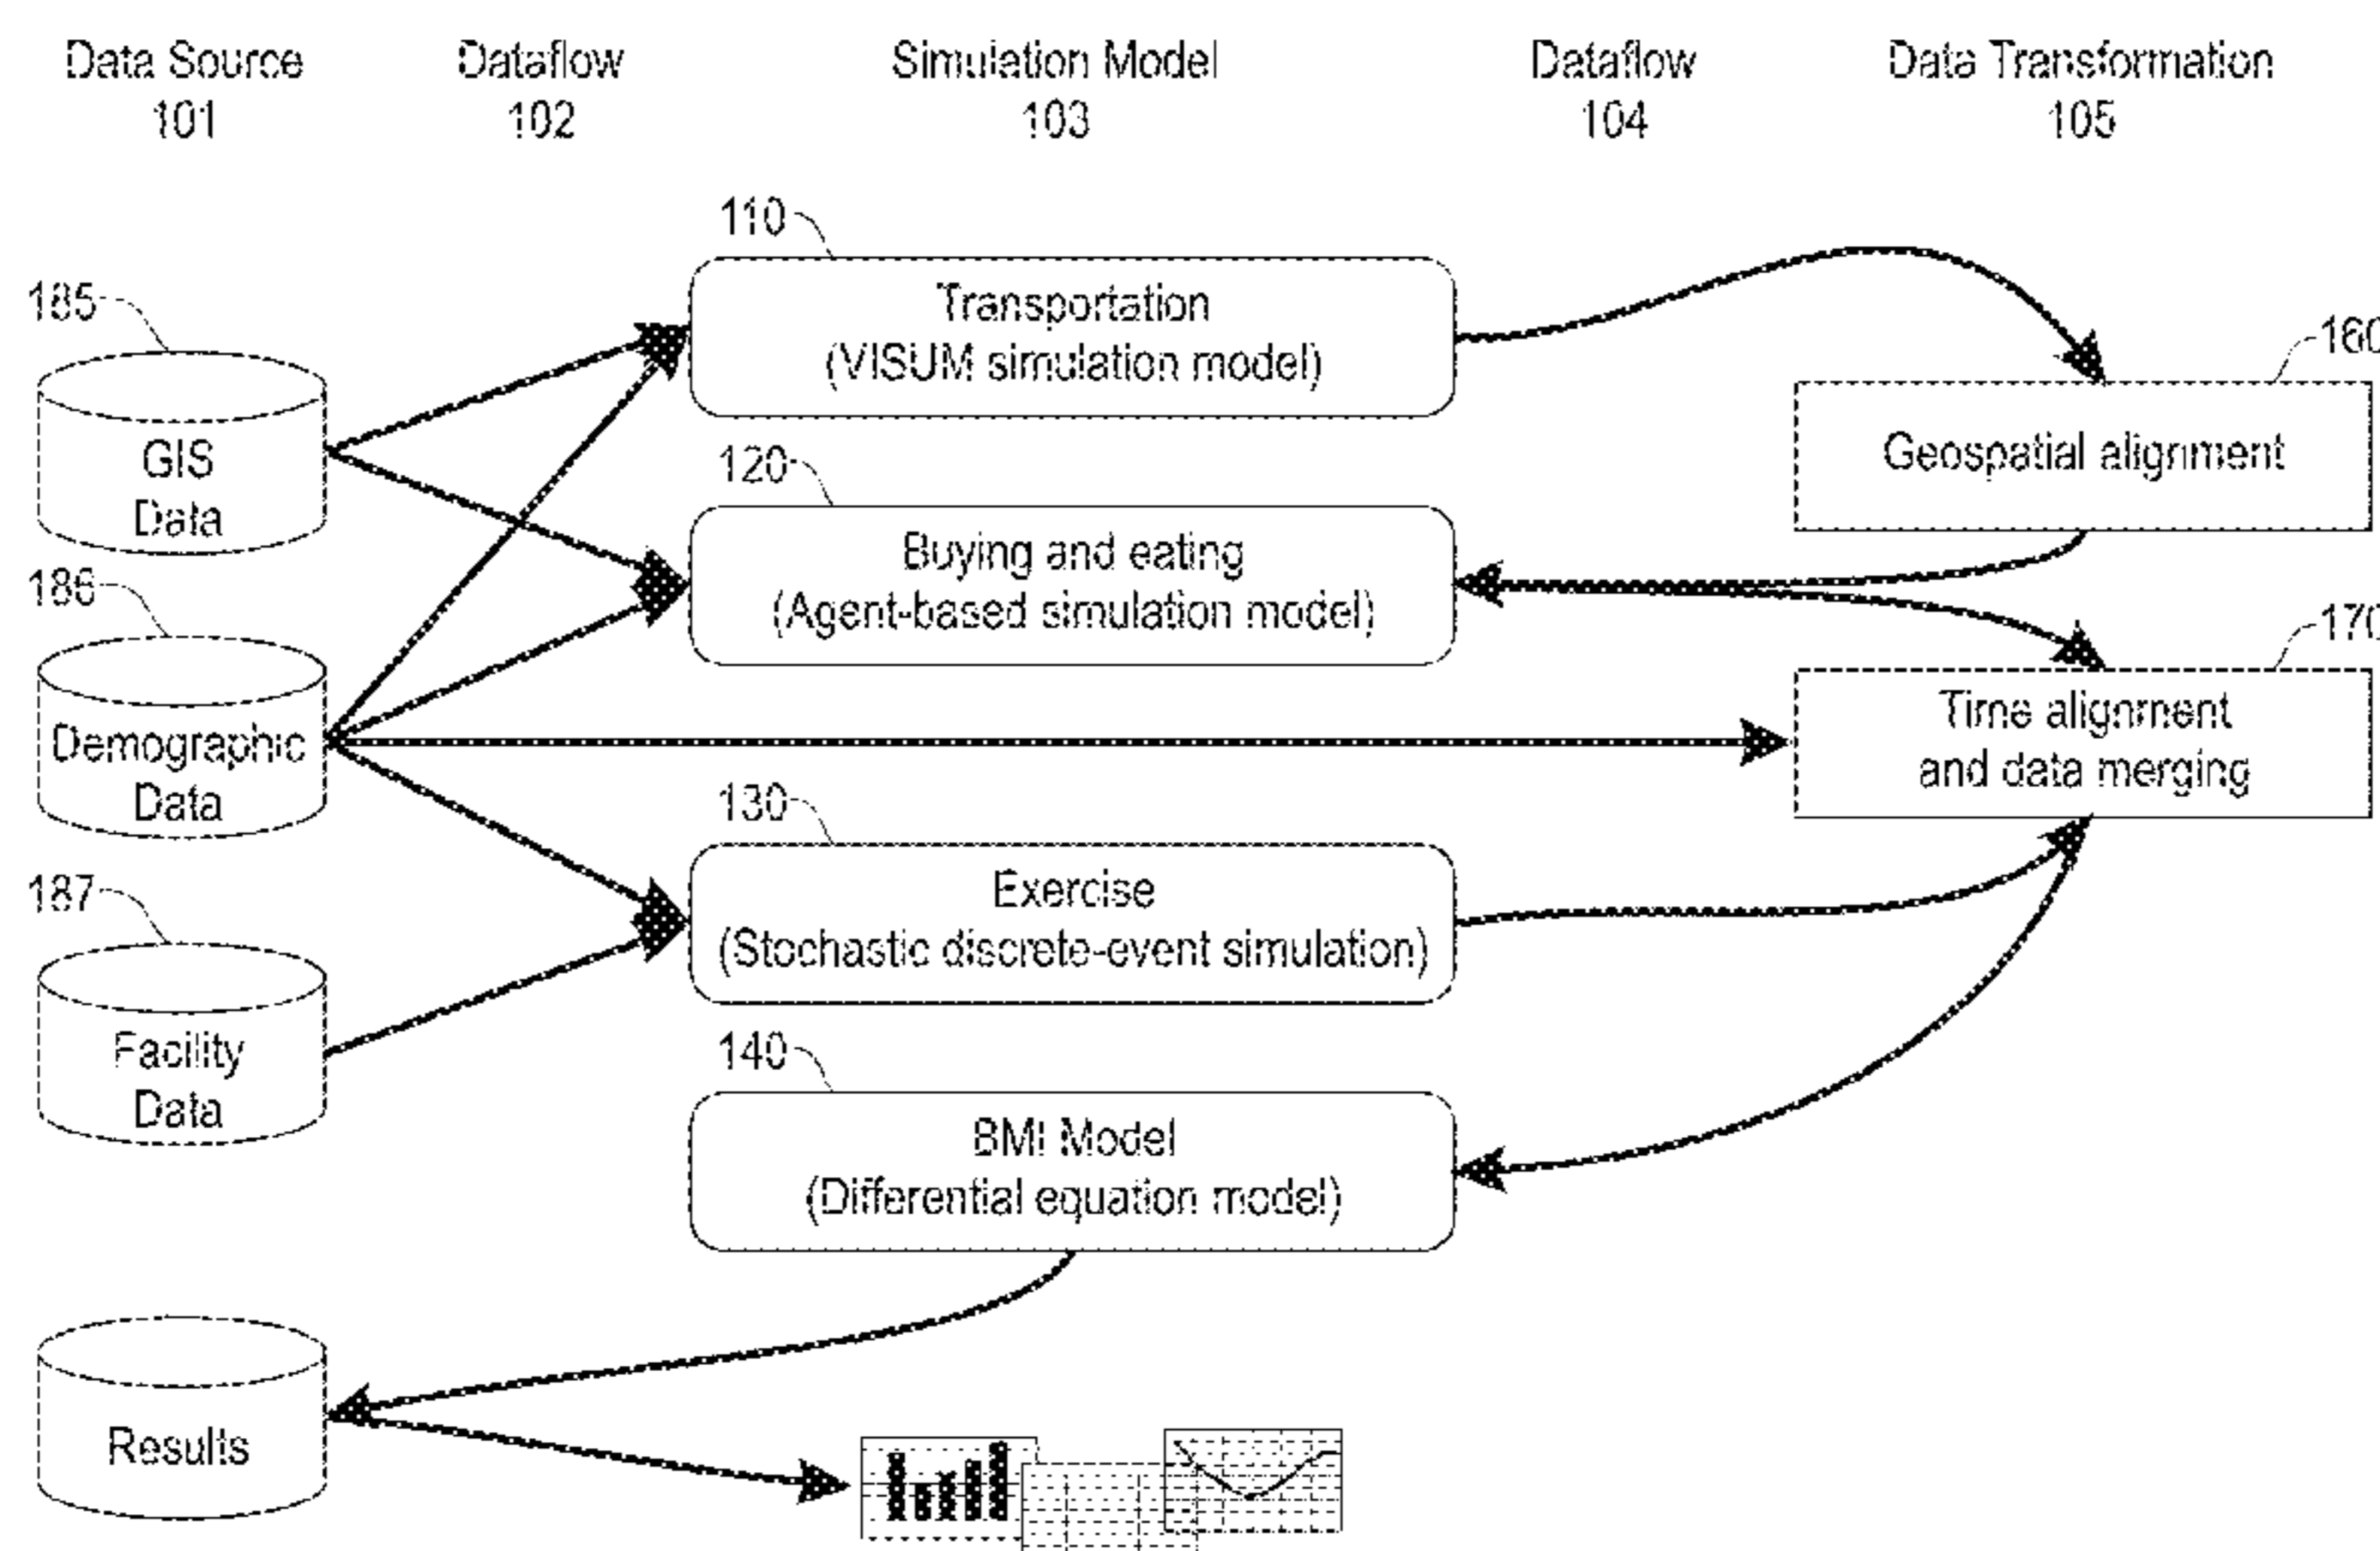 Data Source
101
Dataflow
102
Simulation Model
103
Dataflow
104
Data Transformation
105
110
Transportation
(VISUM simulation model)
185
GIS
Data
160
Geospatial alignment
120
Buying and eating
(Agent-based simulation model)
186
Demographic
Data
170
Time alignment
and data merging
130
Exercise
(Stochastic discrete-event simulation)
187
Facility
Data
140
BMI Model
(Differential equation model)
Results